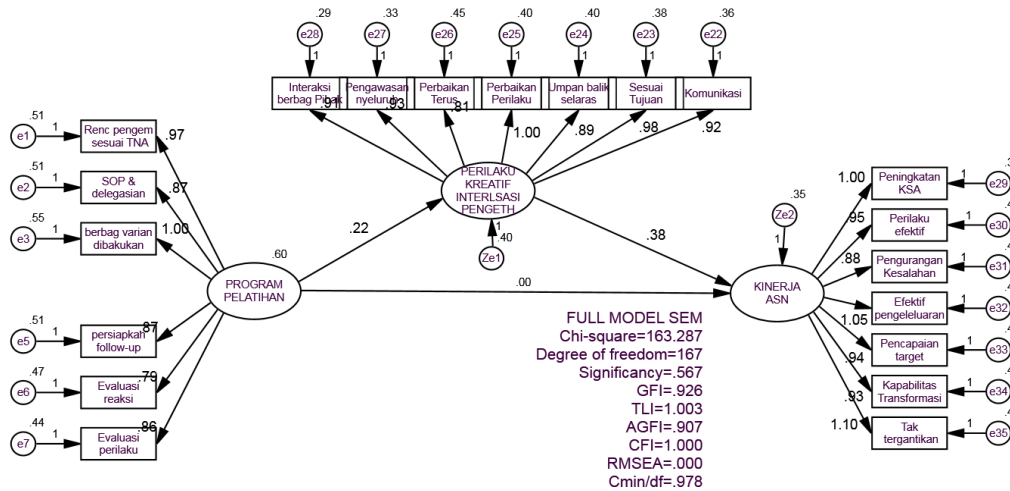 .29 .33 .45 .40 .40 .38 .36
e28 e27 e26 e25 e24 e23 e22
1 1 1 1 1 1 1
Interaksi
berbag Pihak
Pengawasan
nyelurub
Perbaikan
Terus
Perbaikan
Perilaku
Umpan balik
selaras
Sesuai
Tujuan
Komunikasi
.91 .93 .81 1.00 .89 .98 .92
PERILAKU
KREATIF
INTERLSASI
PENGETH
1
.40
Ze1
.51
e1
1
Renc pengem
sesuai TNA
.97
.51
e2
1
SOP &
delegasian
.87
.55
e3
1
berbag varian
dibakukan
1.00
.60
PROGRAM
PELATIHAN
.51
e5
1
persiapkah
follow-up
.87
.47
e6
1
Evaluasi
reaksi
.79
.44
e7
1
Evaluasi
perilaku
.86
.22
.38
.00
.35
Ze2
1
KINERJA
ASN
1.00
Peningkatan
KSA
1
e29
.95
Perilaku
efektif
1
e30
.88
Pengurangan
Kesalahan
1
e31
1.05
Efektif
pengeleluaran
1
e32
.94
Pencapaian
target
1
e33
.93
Kapabilitas
Transformasi
1
e34
1.10
Tak
tergantikan
1
e35
FULL MODEL SEM
Chi-square=163.287
Degree of freedom=167
Significancy=.567
GFI=.926
TLI=1.003
AGFI=.907
CFI=1.000
RMSEA=.000
Cmin/df=.978